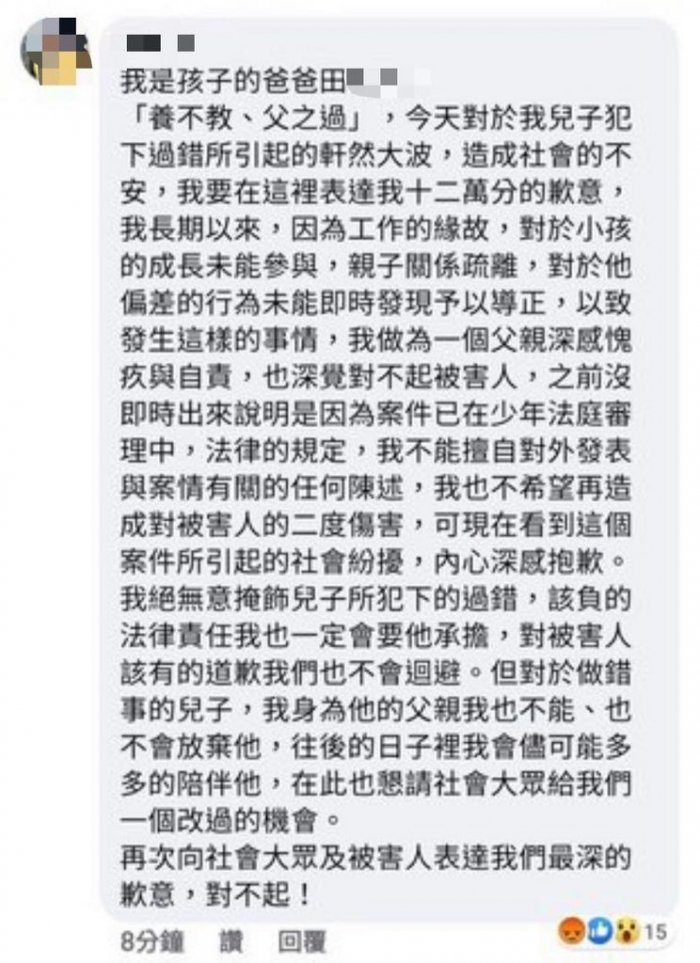 我是孩子的爸爸田
「養不教、父之過」，今天對於我兒子犯
下過錯所引起的軒然大波，造成社會的不
安，我要在這裡表達我十二萬分的歉意，
我長期以來，因為工作的緣故，對於小孩
的成長未能參與，親子關係疏離，對於他
偏差的行為未能即時發現予以導正，以致
發生這樣的事情，我做為一個父親深感愧
疚與自責，也深覺對不起被害人，之前沒
即時出來說明是因為案件已在少年法庭審
理中，法律的規定，我不能擅自對外發表
與案情有關的任何陳述，我也不希望再造
成對被害人的二度傷害，可現在看到這個
案件所引起的社會紛擾，內心深感抱歉。
我絕無意掩飾兒子所犯下的過錯，該負的
法律責任我也一定會要他承擔，對被害人
該有的道歉我們也不會迴避。但對於做錯
事的兒子，我身為他的父親我也不能、也
不會放棄他，往後的日子裡我會儘可能多
多的陪伴他，在此也懇請社會大眾給我們
一個改過的機會。
再次向社會大眾及被害人表達我們最深的
歉意，對不起！
8分鐘 讚 回覆 15